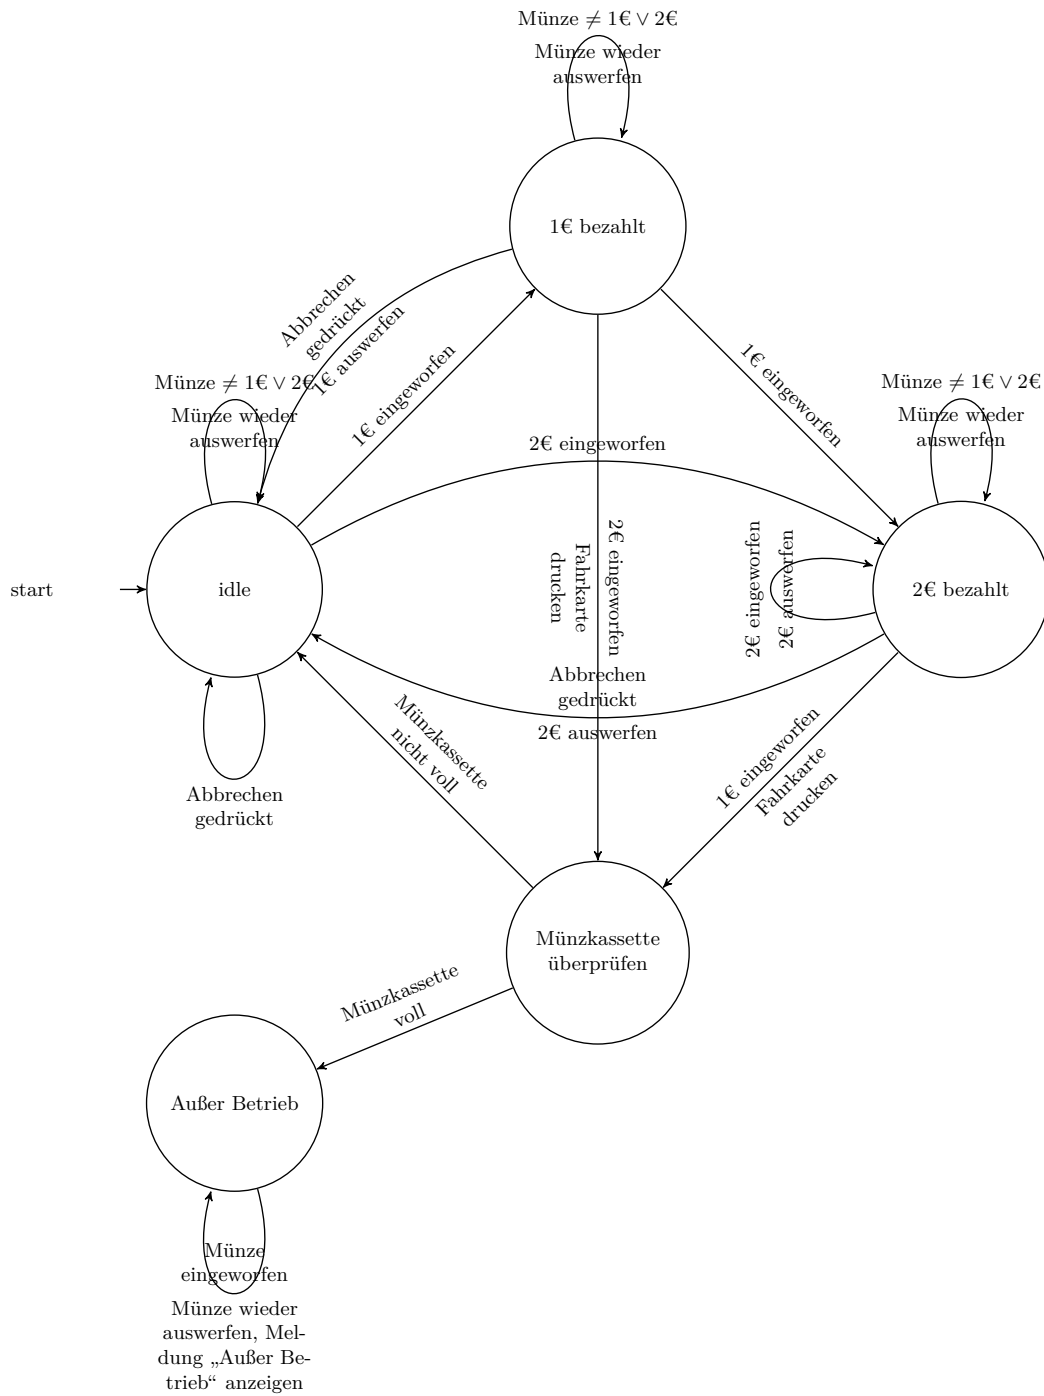 Münze ≠ 1€ ∨ 2€
Münze wieder
auswerfen
1€ bezahlt
Abbrechen
gedrückt
1€ auswerfen
1€ eingeworfen
1€ eingeworfen
Münze ≠ 1€ ∨ 2€
Münze wieder
auswerfen
Münze ≠ 1€ ∨ 2€
Münze wieder
auswerfen
2€ eingeworfen
2€ eingeworfen
Fahrkarte
drucken
2€ eingeworfen
2€ auswerfen
start
idle
2€ bezahlt
Abbrechen
gedrückt
2€ auswerfen
Münzkassette
nicht voll
1€ eingeworfen
Fahrkarte
drucken
Abbrechen
gedrückt
Münzkassette
überprüfen
Münzkassette
voll
Außer Betrieb
Münze
eingeworfen
Münze wieder
auswerfen, Mel-
dung „Außer Be-
trieb“ anzeigen